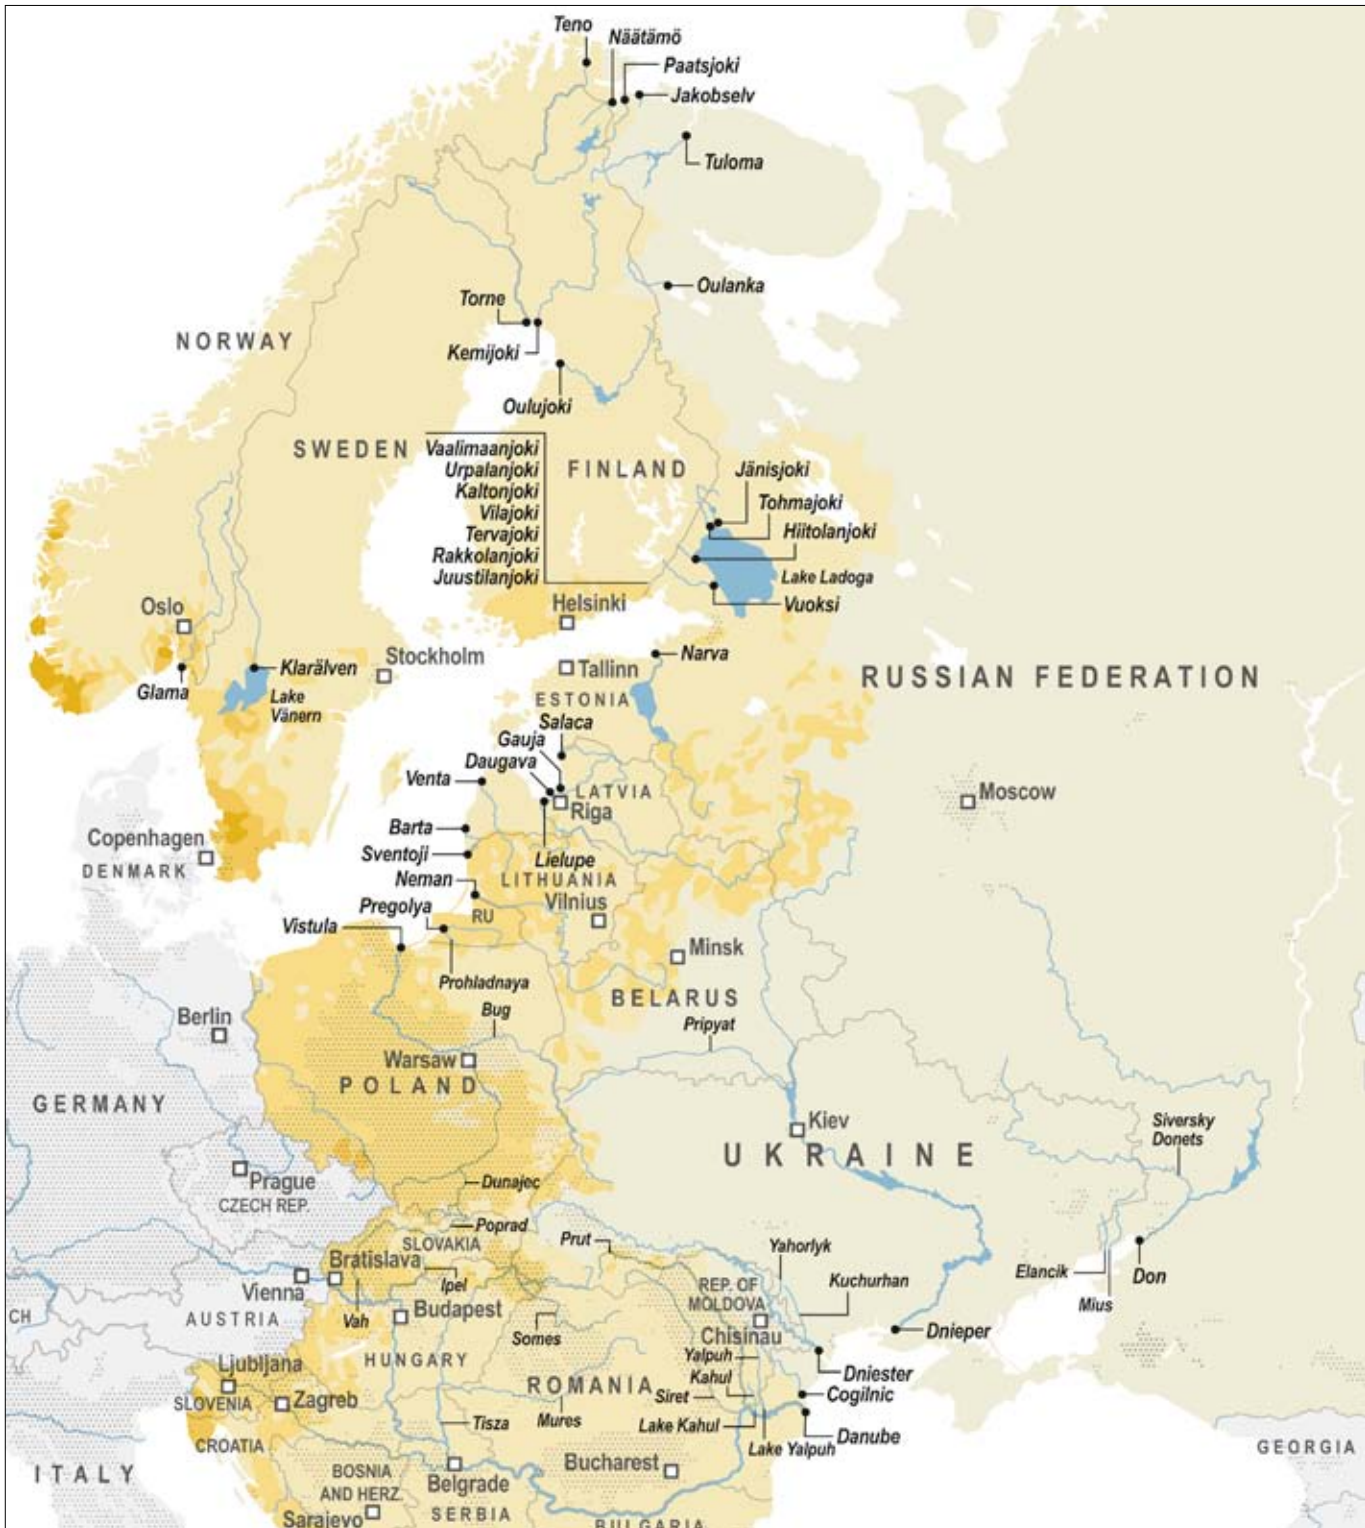 Teno
Näätämö
Paatsjoki
Jakobselv
Tuloma
Oulanka
Torne
NORWAY
Kemijoki
Oulujoki
SWEDEN
Vaalimaanjoki
Urpalanjoki
Kaltonjoki
Vilajoki
Tervajoki
Rakkolanjoki
Juustilanjoki
FINLAND
Jänisjoki
Tohmajoki
Hiitolanjoki
Lake Ladoga
Vuoksi
Oslo
Helsinki
Stockholm
Klarälven
Glama
Lake
Vänern
Narva
Tallinn
ESTONIA
RUSSIAN FEDERATION
Salaca
Gauja
Daugava
Venta
LATVIA
Riga
Moscow
Barta
Copenhagen
DENMARK
Sventoji
Lielupe
Neman
LITHUANIA
Vilnius
Pregolya
RU
Vistula
Minsk
Prohladnaya
BELARUS
Bug
Pripyat
Berlin
Warsaw
POLAND
GERMANY
Kiev
UKRAINE
Siversky
Donets
Prague
CZECH REP.
Dunajec
Poprad
SLOVAKIA
Prut
Yahorlyk
Bratislava
Vienna
Ipel
REP. OF
MOLDOVA
Kuchurhan
Elancik
Don
Mius
CH
AUSTRIA
Vah
Budapest
Somes
Chisinau
Dnieper
HUNGARY
Yalpuh
Ljubljana
Kahul
Dniester
SLOVENIA
Zagreb
ROMANIA
Siret
Cogilnic
Tisza
Mures
Lake Kahul
Danube
CROATIA
Lake Yalpuh
GEORGIA
ITALY
BOSNIA
AND HERZ.
Belgrade
Bucharest
Sarajevo
SERBIA
BULGARIA